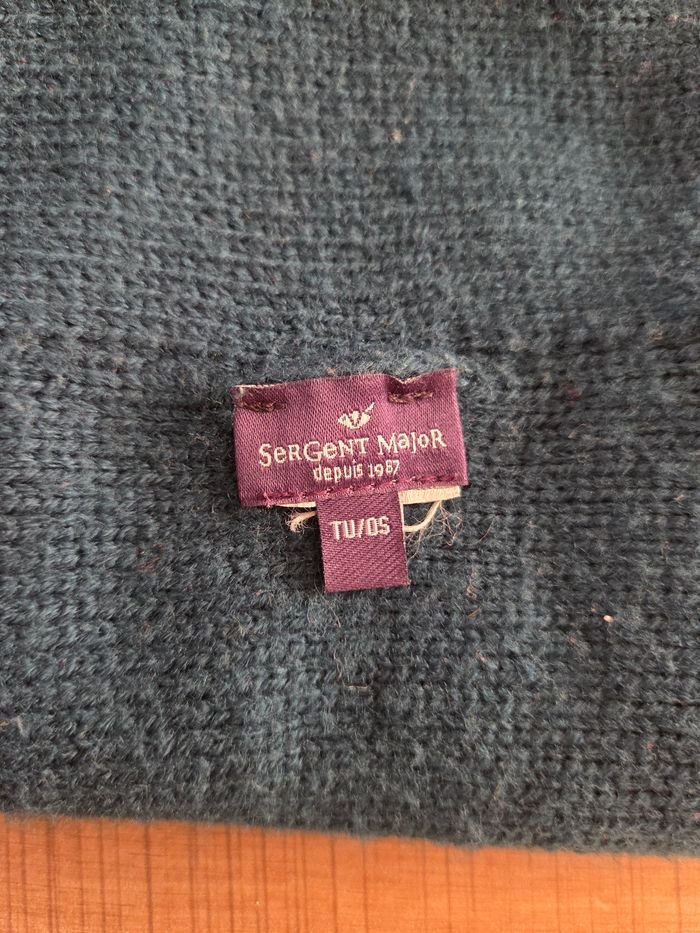 SerGeNT MajoR
depuis 1987
TU/OS